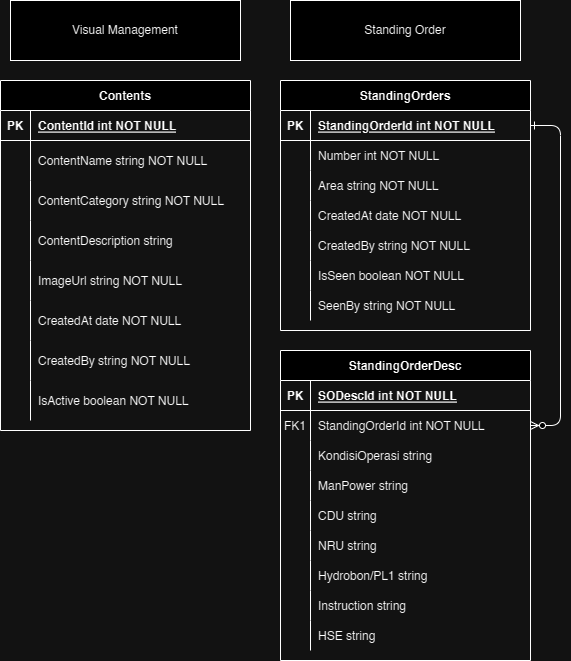 Visual Management
Standing Order
Contents
PK ContentId int NOT NULL
ContentName string NOT NULL
ContentCategory string NOT NULL
ContentDescription string
ImageUrl string NOT NULL
CreatedAt date NOT NULL
CreatedBy string NOT NULL
IsActive boolean NOT NULL
StandingOrders
PK StandingOrderId int NOT NULL
Number int NOT NULL
Area string NOT NULL
CreatedAt date NOT NULL
CreatedBy string NOT NULL
IsSeen boolean NOT NULL
SeenBy string NOT NULL
StandingOrderDesc
PK SODescId int NOT NULL
FK1 StandingOrderId int NOT NULL
KondisiOperasi string
ManPower string
CDU string
NRU string
Hydrobon/PL1 string
Instruction string
HSE string